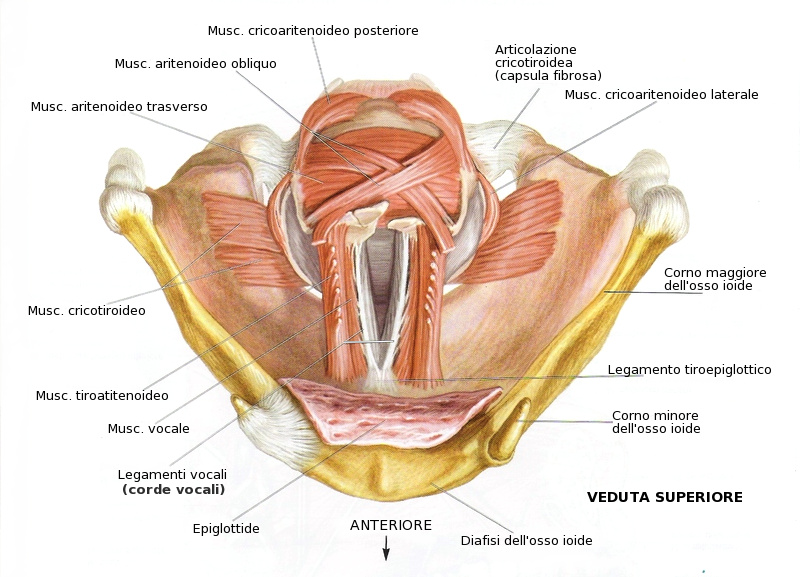 Musc. cricoaritenoideo posteriore
Musc. aritenoideo obliquo
Articolazione
cricotiroidea
(capsula fibrosa)
Musc. aritenoideo trasverso
Musc. cricoaritenoideo laterale
Corno maggiore
dell'osso ioide
Musc. cricotiroideo
Legamento tiroepiglottico
Musc. tiroatitenoideo
Corno minore
dell'osso ioide
Musc. vocale
Legamenti vocali
(corde vocali)
VEDUTA SUPERIORE
Epiglottide
ANTERIORE
Diafisi dell'osso ioide